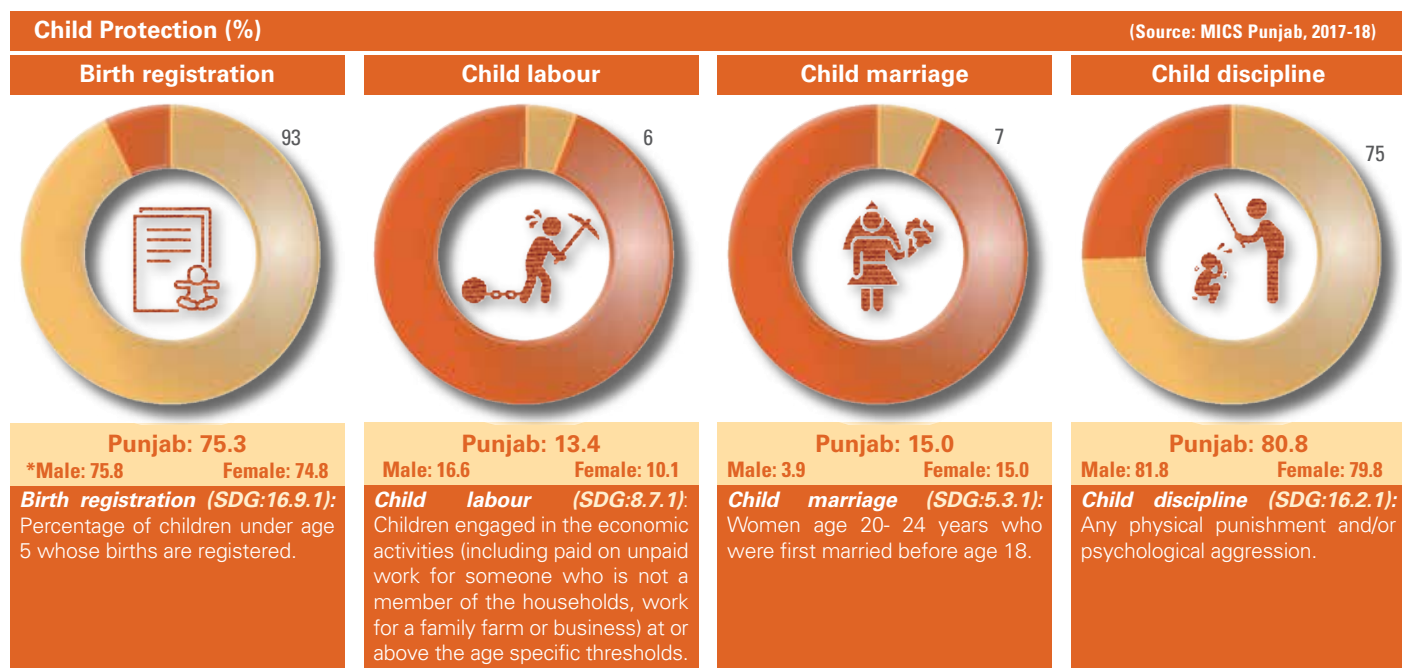 Child Protection (%)
(Source: MICS Punjab, 2017-18)
Birth registration
93
Punjab: 75.3
*Male: 75.8 Female: 74.8
Birth registration (SDG:16.9.1):
Percentage of children under age
5 whose births are registered.
Child labour
6
Punjab: 13.4
Male: 16.6 Female: 10.1
Child labour (SDG:8.7.1):
Children engaged in the economic
activities (including paid on unpaid
work for someone who is not a
member of the households, work
for a family farm or business) at or
above the age specific thresholds.
Child marriage
7
Punjab: 15.0
Male: 3.9 Female: 15.0
Child marriage (SDG:5.3.1):
Women age 20- 24 years who
were first married before age 18.
Child discipline
75
Punjab: 80.8
Male: 81.8 Female: 79.8
Child discipline (SDG:16.2.1):
Any physical punishment and/or
psychological aggression.